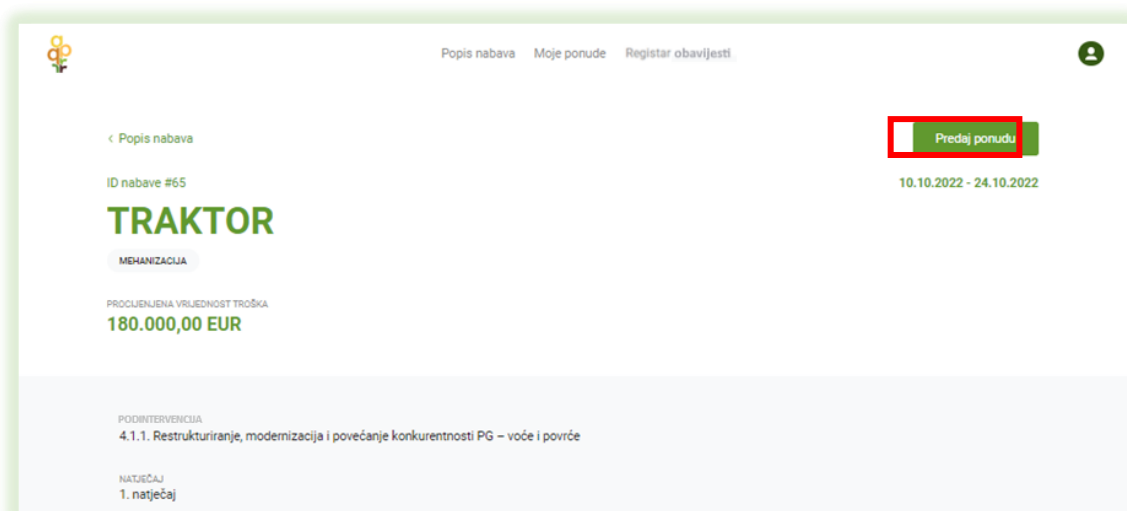 Popis nabava Moje ponude Registar obavijesti
< Popis nabava
Predaj ponudu
ID nabave #65
10.10.2022 - 24.10.2022
TRAKTOR
MEHANIZACIJA
PROCIJENJENA VRIJEDNOST TROŠKA
180.000,00 EUR
PODINTERVENCIJA
4.1.1. Restrukturiranje, modernizacija i povećanje konkurentnosti PG – voće i povrće
NATJEČAJ
1. natječaj